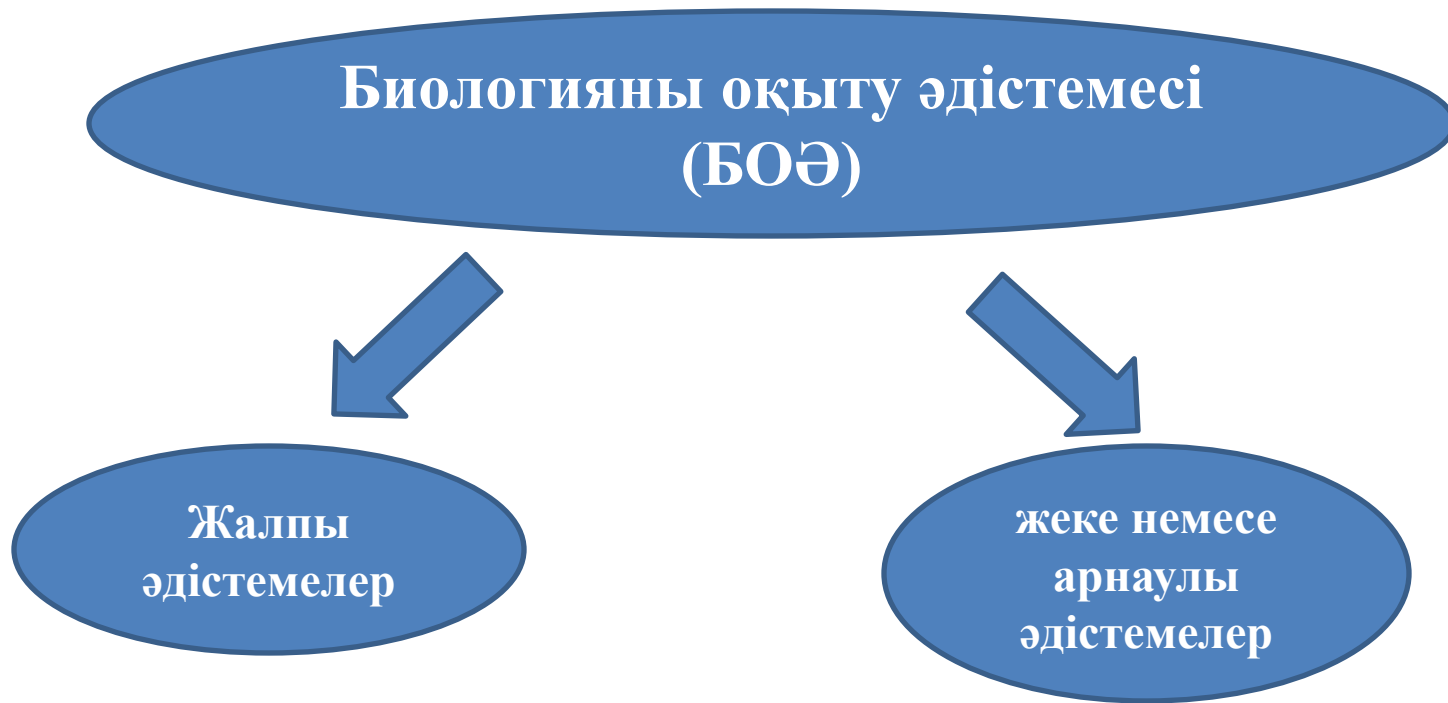 Биологияны оқыту әдістемесі
(БОӘ)
Жалпы
әдістемелер
жеке немесе
арнаулы
әдістемелер